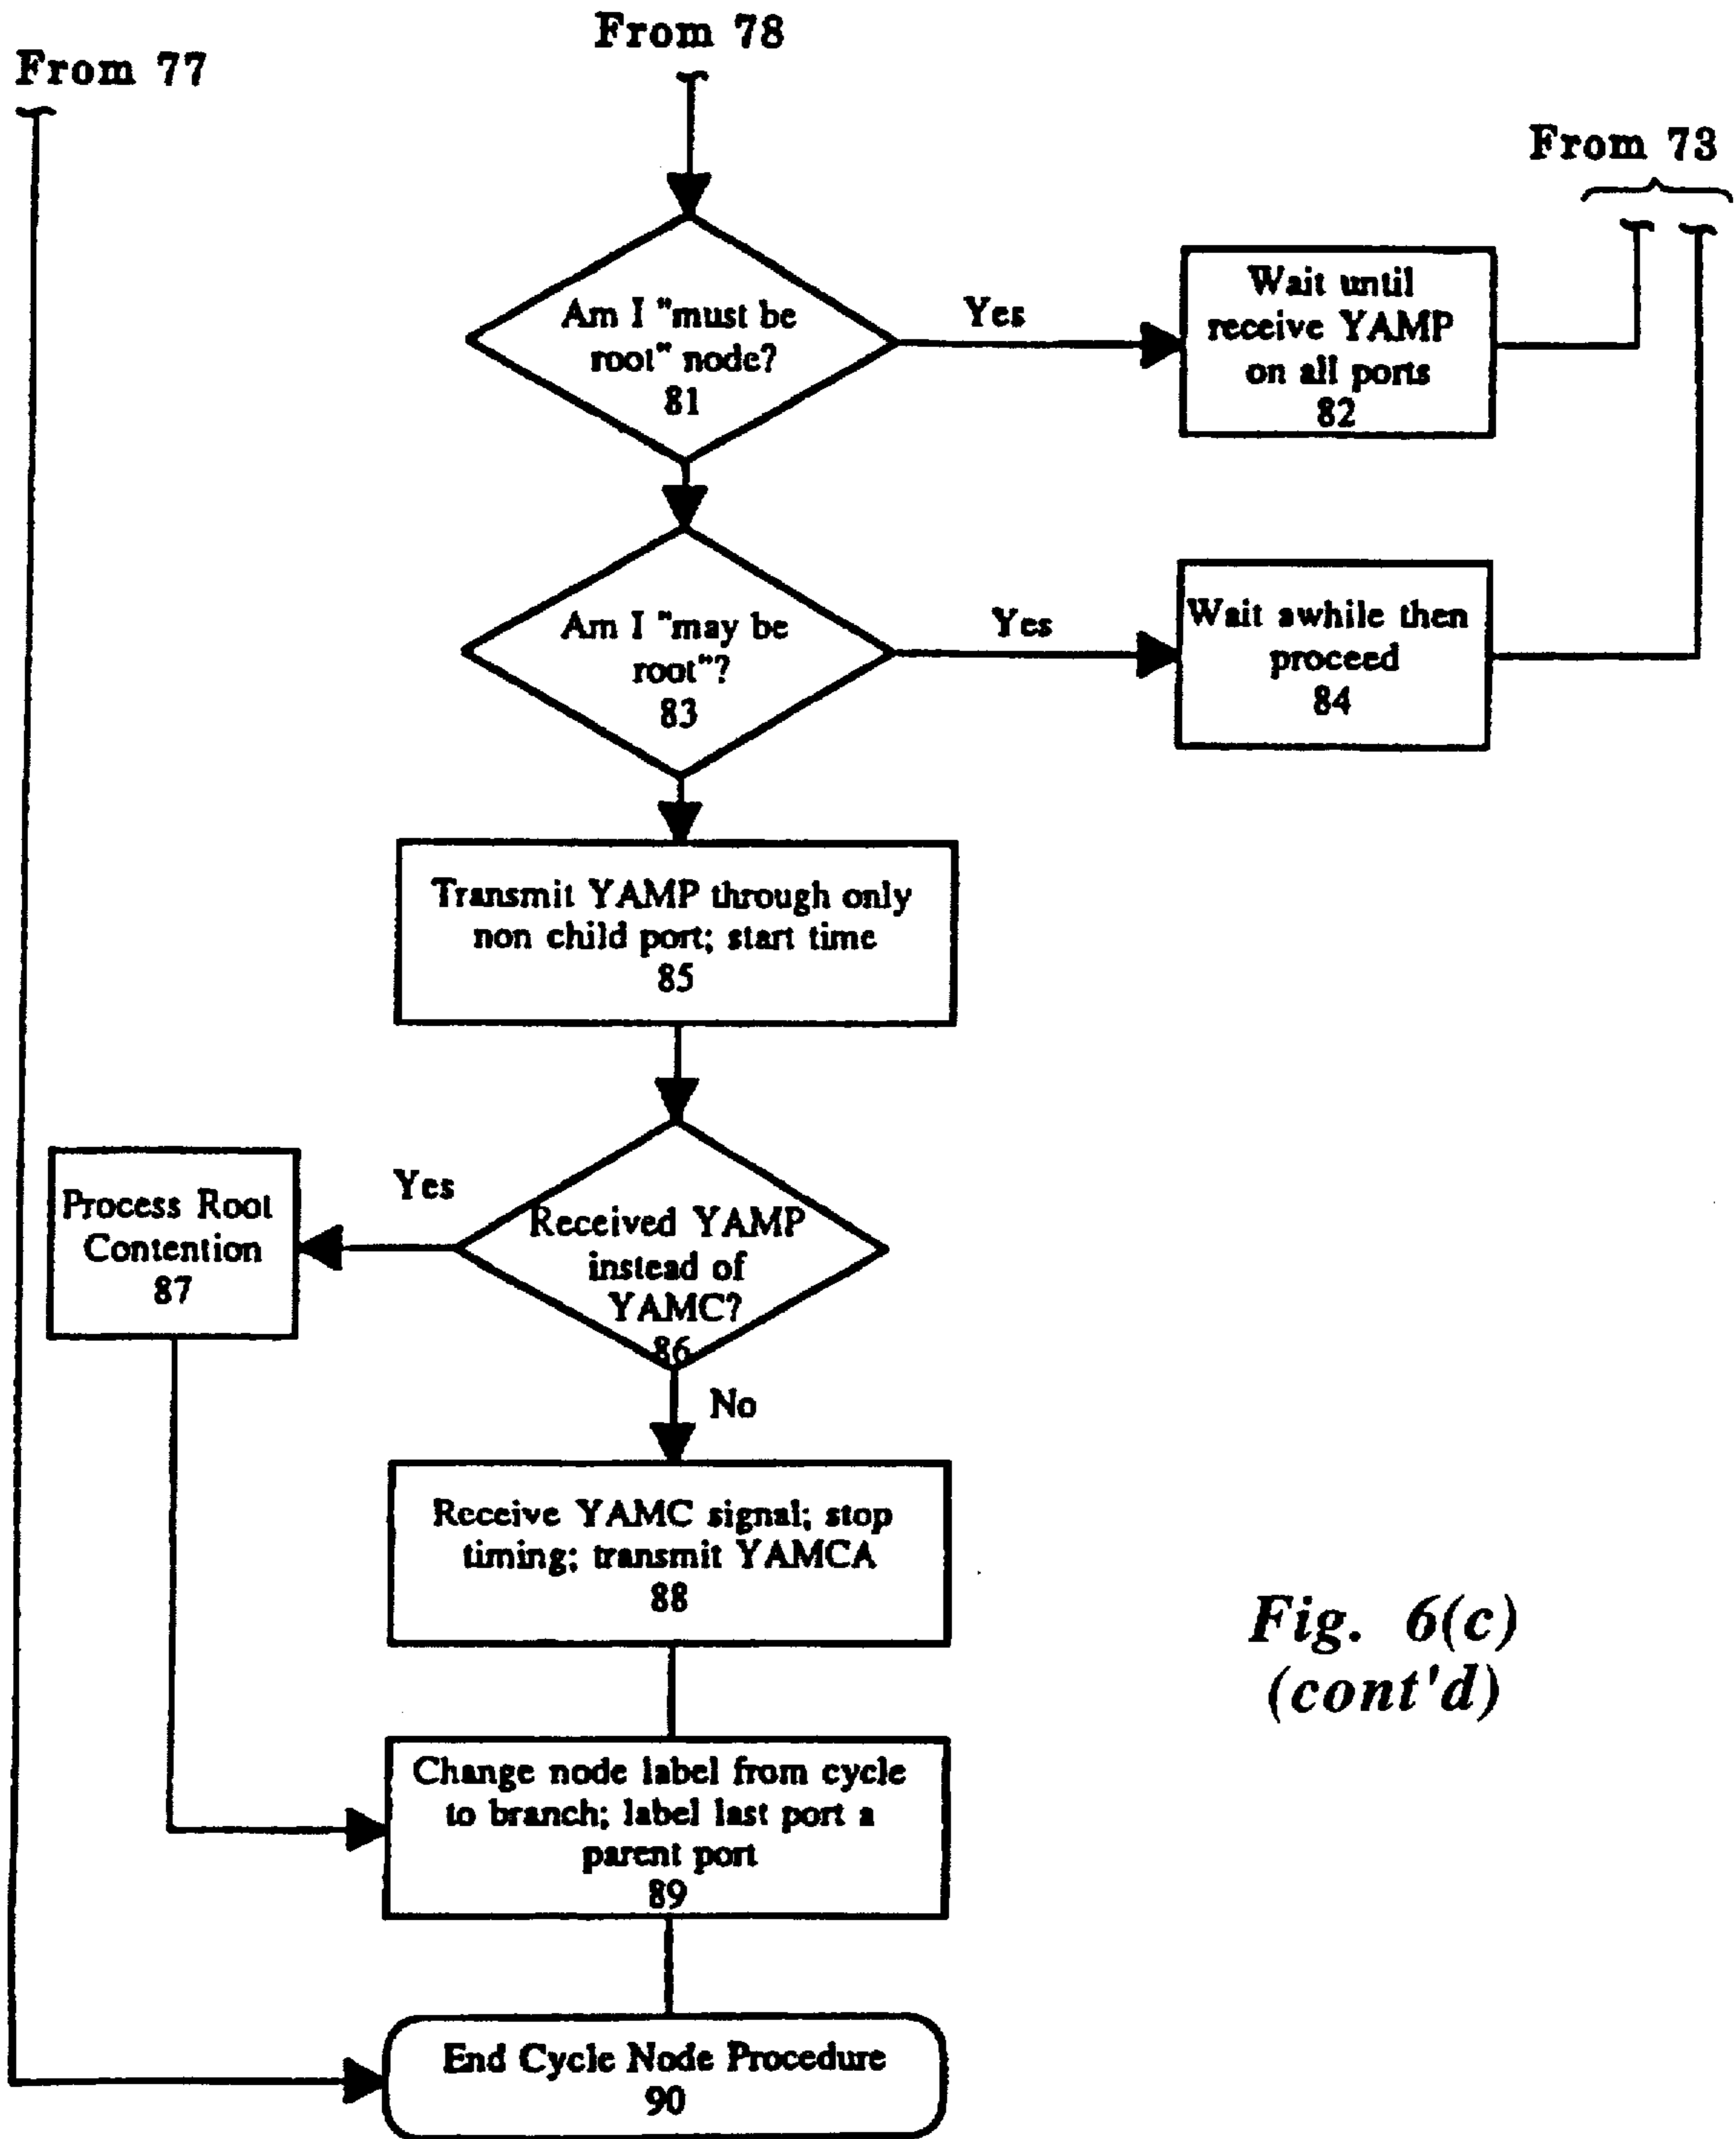 From 77
From 78
From 73
Am I "must be
root" node?
81
Yes
Wait until
receive YAMP
on all ports
82
Am I "may be
root"?
83
Yes
Wait awhile then
proceed
84
Transmit YAMP through only
non child port; start time
85
Received YAMP
instead of
YAMC?
86
Yes
Process Root
Contention
87
No
Receive YAMC signal; stop
timing; transmit YAMCA
88
Change node label from cycle
to branch; label last port a
parent port
89
End Cycle Node Procedure
90
Fig. 6(c)
(cont'd)